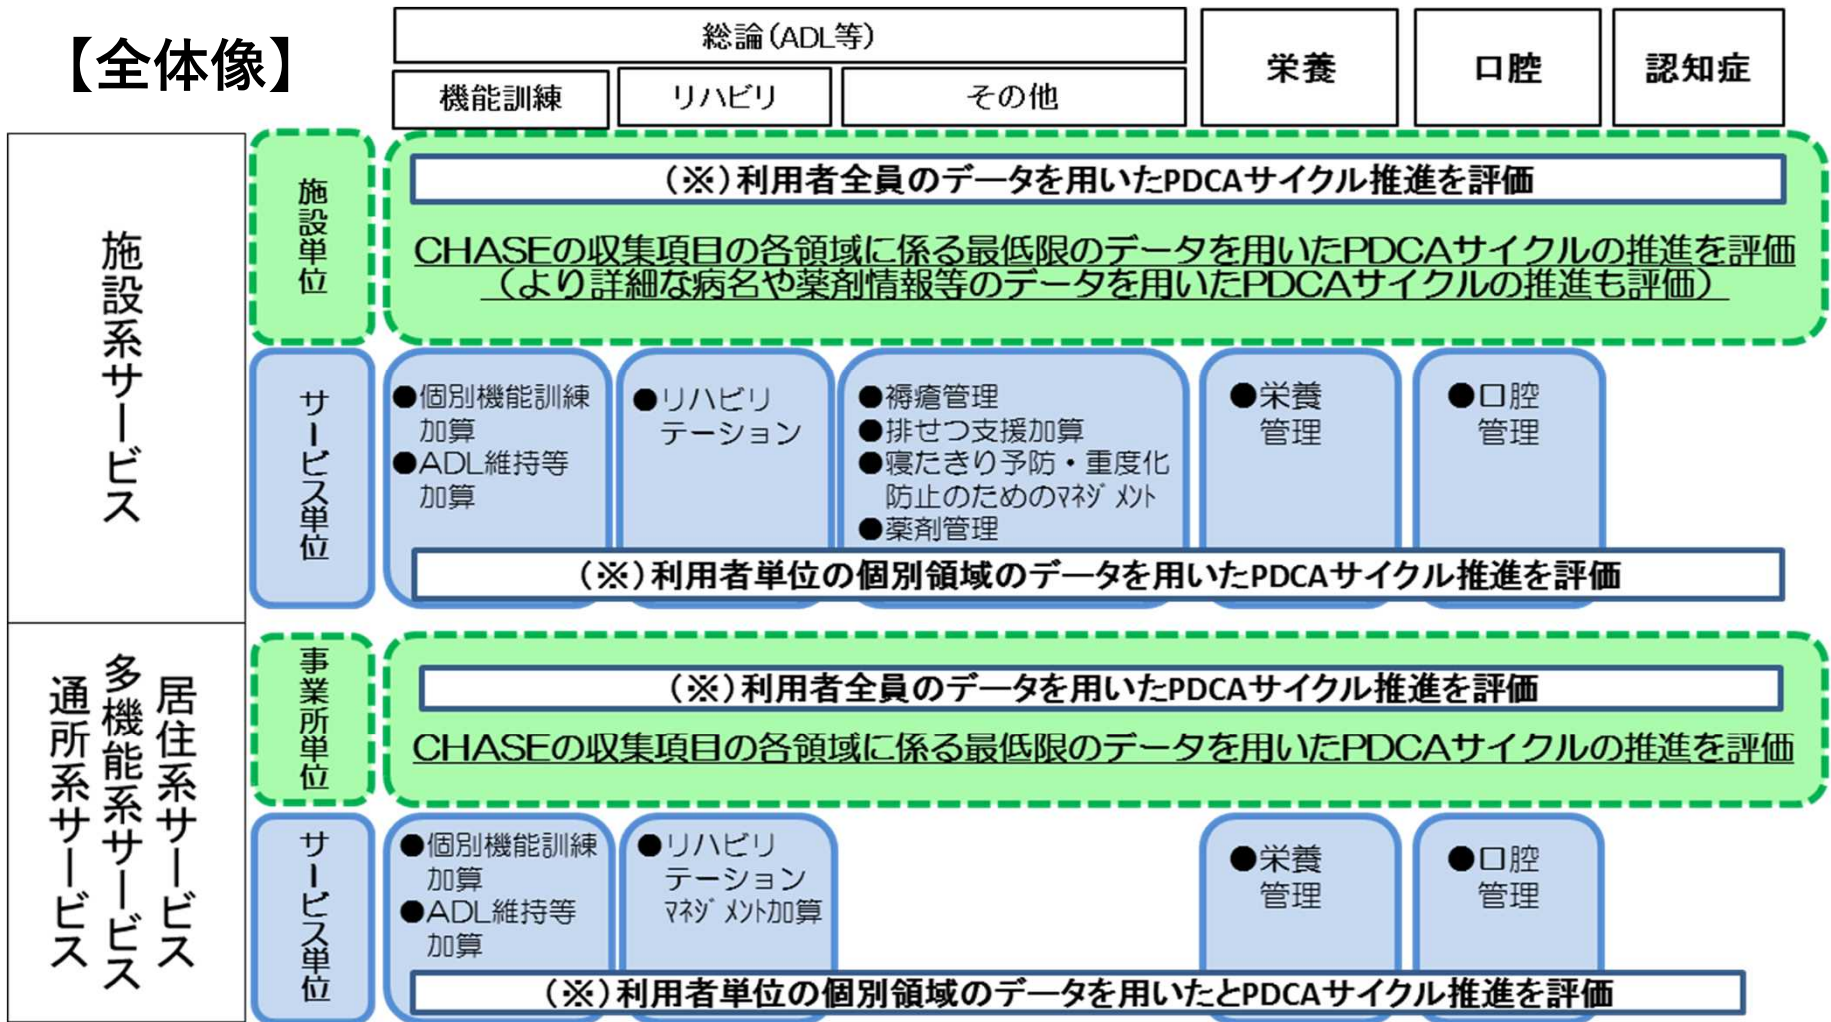 【全体像】
総論(ADL等)
機能訓練
リハビリ
その他
栄養
口腔
認知症
施設系サービス
施設単位
(※)利用者全員のデータを用いたPDCAサイクル推進を評価
CHASEの収集項目の各領域に係る最低限のデータを用いたPDCAサイクルの推進を評価
(より詳細な病名や薬剤情報等のデータを用いたPDCAサイクルの推進も評価)
サービス単位
●個別機能訓練
加算
●ADL維持等
加算
●リハビリ
テーション
●褥瘡管理
●排せつ支援加算
●寝たきり予防・重度化
防止のためのﾏﾈｼﾞﾒﾝﾄ
●薬剤管理
●栄養
管理
●口腔
管理
(※)利用者単位の個別領域のデータを用いたPDCAサイクル推進を評価
居住系サービス
多機能系サービス
通所系サービス
事業所単位
(※)利用者全員のデータを用いたPDCAサイクル推進を評価
CHASEの収集項目の各領域に係る最低限のデータを用いたPDCAサイクルの推進を評価
サービス単位
●個別機能訓練
加算
●ADL維持等
加算
●リハビリ
テーション
ﾏﾈｼﾞﾒﾝﾄ加算
●栄養
管理
●口腔
管理
(※)利用者単位の個別領域のデータを用いたとPDCAサイクル推進を評価